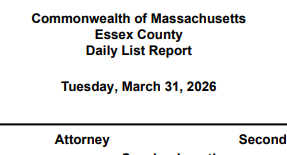 Commonwealth of Massachusetts
Essex County
Daily List Report
Tuesday, March 31, 2026
Attorney Second